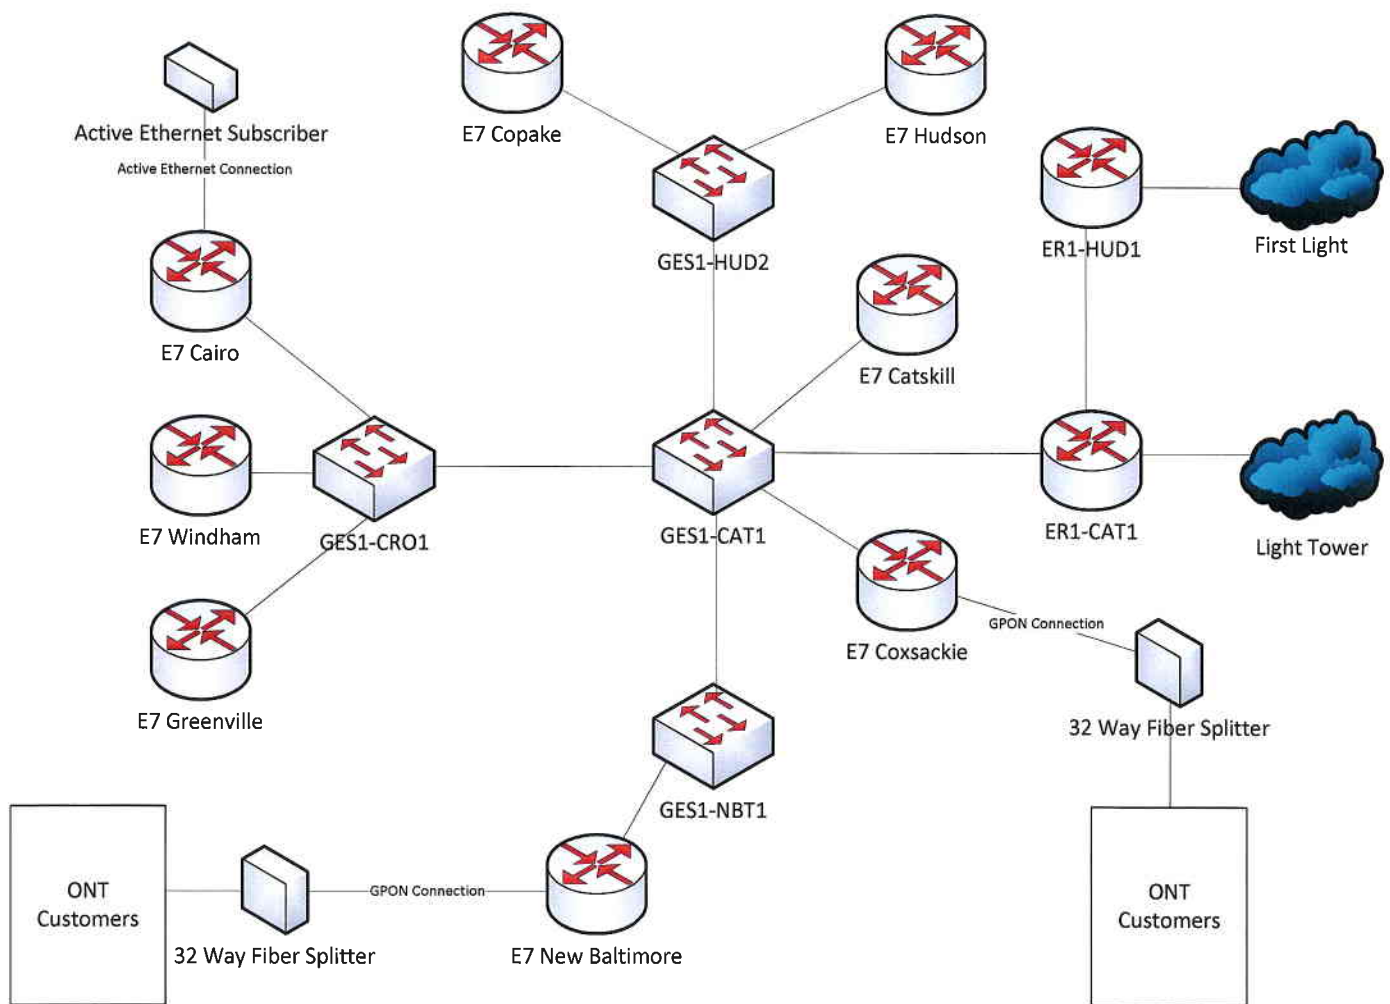 E7 Copake
E7 Hudson
Active Ethernet Subscriber
Active Ethernet Connection
GES1-HUD2
ER1-HUD1
First Light
E7 Cairo
E7 Catskill
E7 Windham
GES1-CRO1
GES1-CAT1
ER1-CAT1
Light Tower
GPON Connection
E7 Coxsackie
E7 Greenville
32 Way Fiber Splitter
GES1-NBT1
ONT
Customers
GPON Connection
ONT
Customers
32 Way Fiber Splitter
E7 New Baltimore